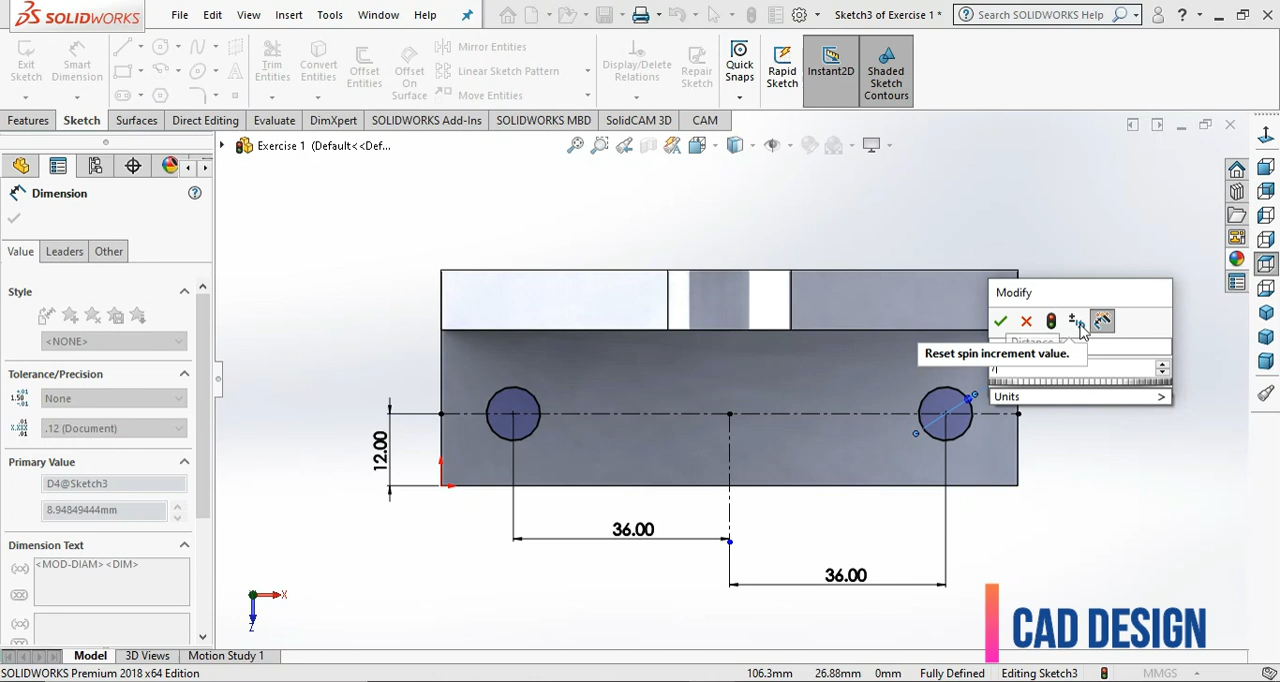 SOLIDWORKS File Edit View Insert Tools Window Help Sketch3 of Exercise 1 * Search SOLIDWORKS Help ?
Exit Sketch
Smart Dimension
Trim Entities
Convert Entities
Offset Entities
Offset On Surface
Mirror Entities
Linear Sketch Pattern
Move Entities
Display/Delete Relations
Repair Sketch
Quick Snaps
Rapid Sketch
Instant2D
Shaded Sketch Contours
Features Sketch Surfaces Direct Editing Evaluate DimXpert SOLIDWORKS Add-Ins SOLIDWORKS MBD SolidCAM 3D CAM
Exercise 1 (Default<<Def...
Dimension
Value Leaders Other
Style
<NONE>
Tolerance/Precision
None
.12 (Document)
Primary Value
D4@Sketch3
8.94849444mm
Dimension Text
<MOD-DIAM> <DIM>
Modify
Reset spin increment value.
7
Units >
12.00
36.00
36.00
X
Z
CAD DESIGN
Model 3D Views Motion Study 1
SOLIDWORKS Premium 2018 x64 Edition 106.3mm 26.88mm 0mm Fully Defined Editing Sketch3 MMGS